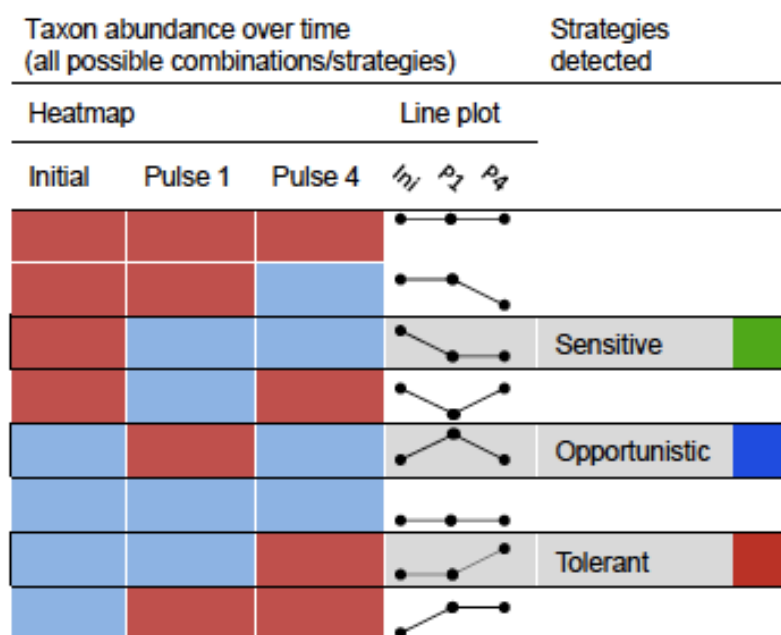 Taxon abundance over time
(all possible combinations/strategies)
Strategies
detected
Heatmap
Line plot
Initial
Pulse 1
Pulse 4
Ini
P1
P4
Sensitive
Opportunistic
Tolerant